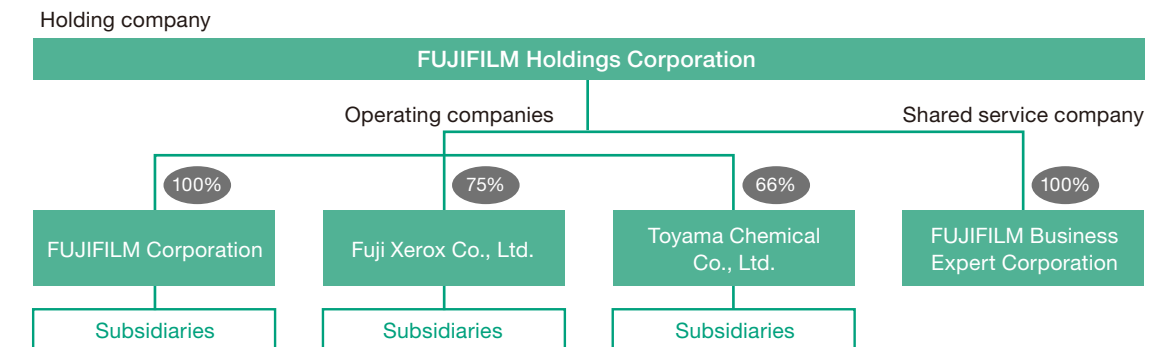 Holding company
FUJIFILM Holdings Corporation
Operating companies
Shared service company
100%
75%
66%
100%
FUJIFILM Corporation
Fuji Xerox Co., Ltd.
Toyama Chemical
Co., Ltd.
FUJIFILM Business
Expert Corporation
Subsidiaries
Subsidiaries
Subsidiaries